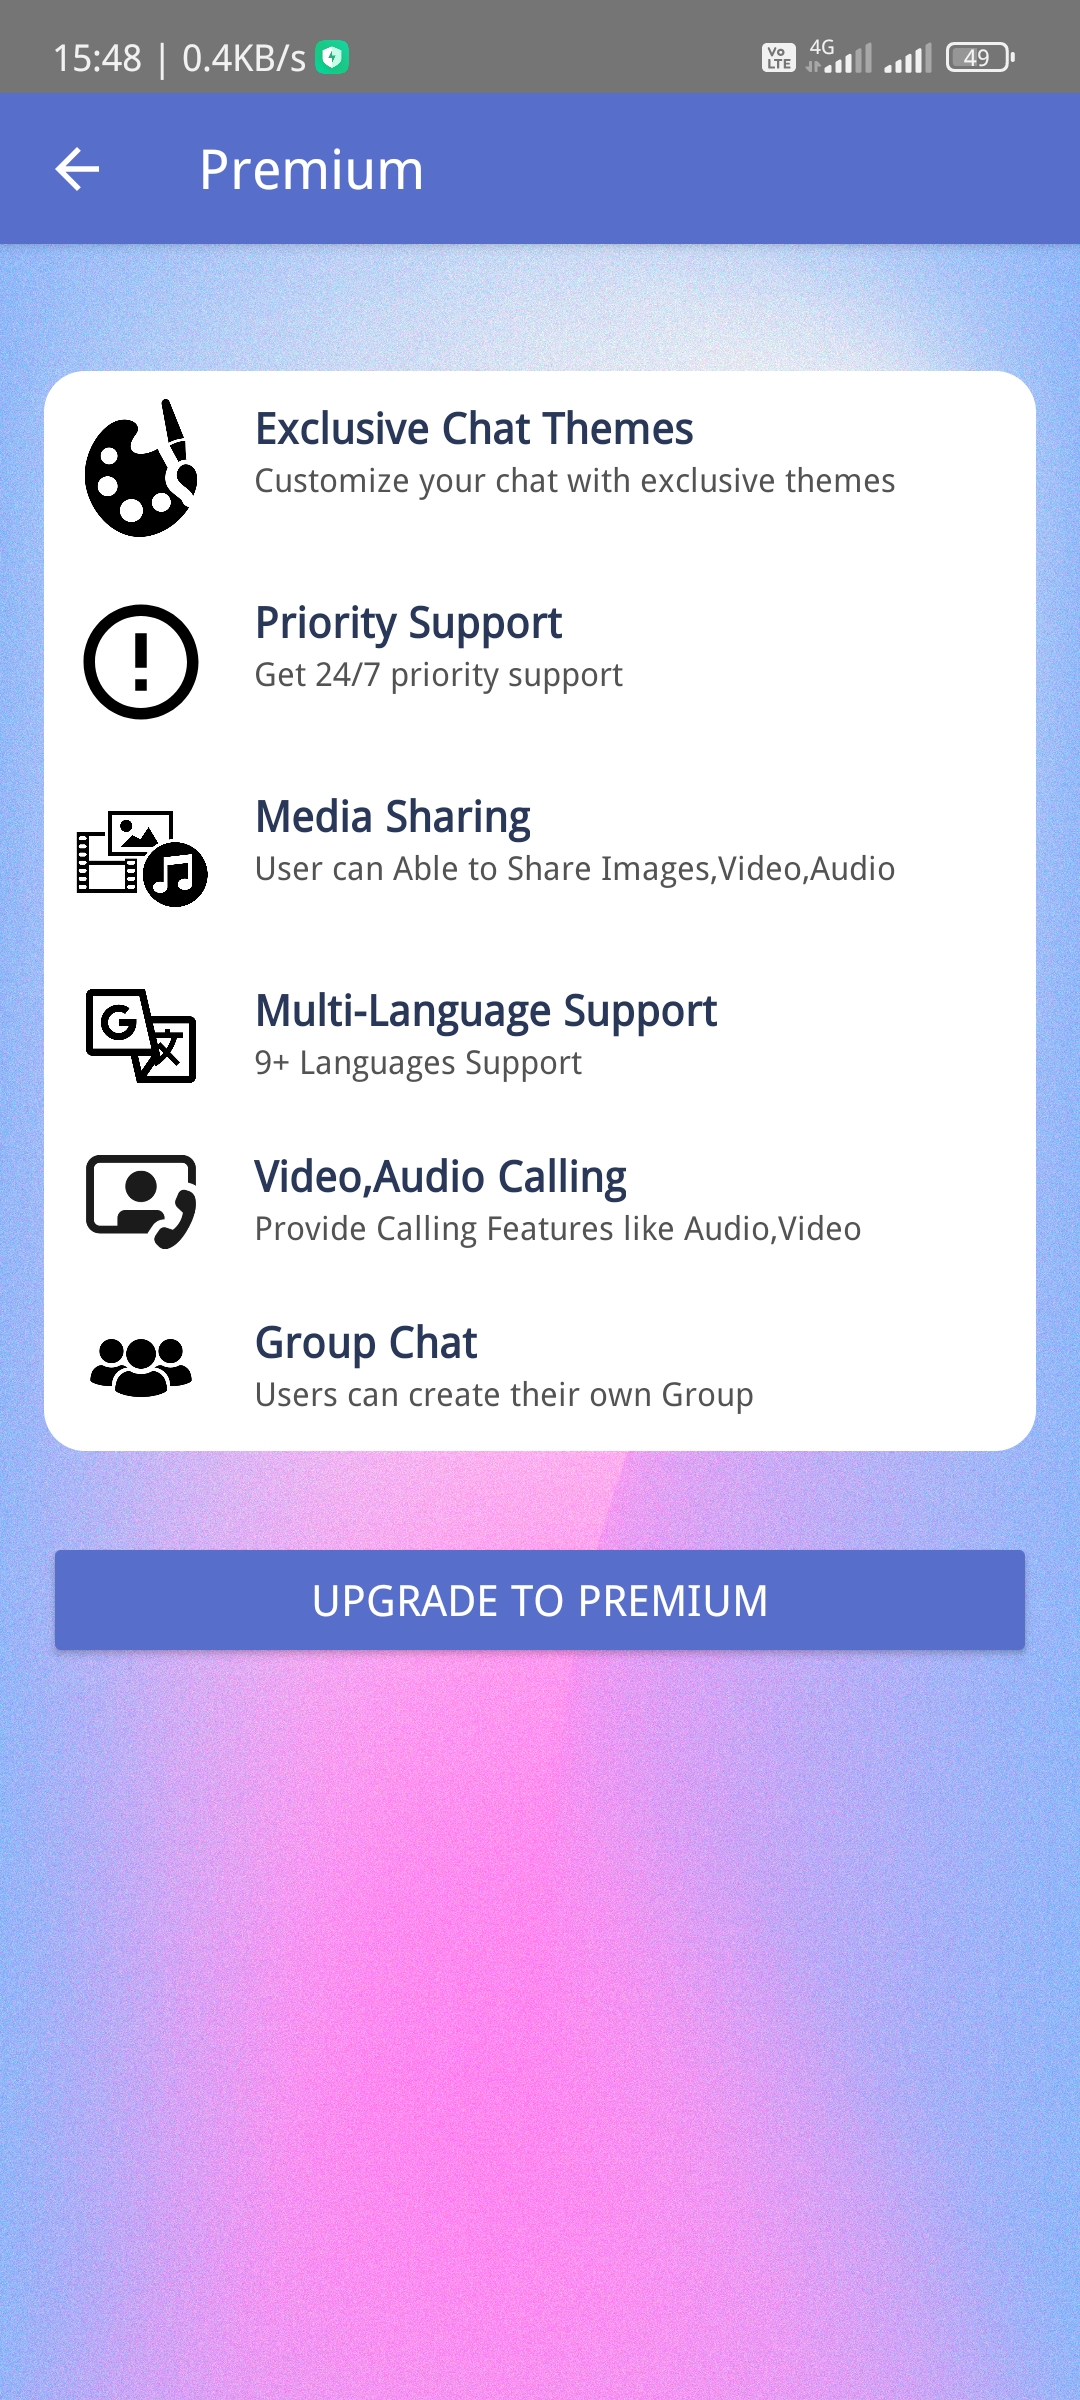 15:48 | 0.4KB/s
Vo LTE 4G 49
Premium
Exclusive Chat Themes
Customize your chat with exclusive themes
Priority Support
Get 24/7 priority support
Media Sharing
User can Able to Share Images,Video,Audio
G 文
Multi-Language Support
9+ Languages Support
Video,Audio Calling
Provide Calling Features like Audio,Video
Group Chat
Users can create their own Group
UPGRADE TO PREMIUM